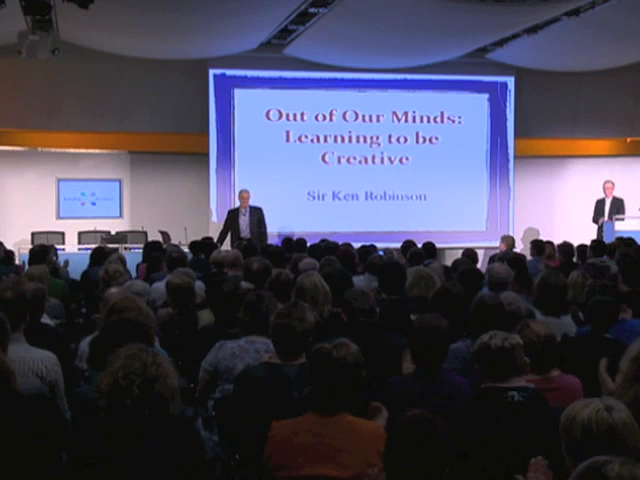 Out of Our Minds:
Learning to be
Creative
Sir Ken Robinson